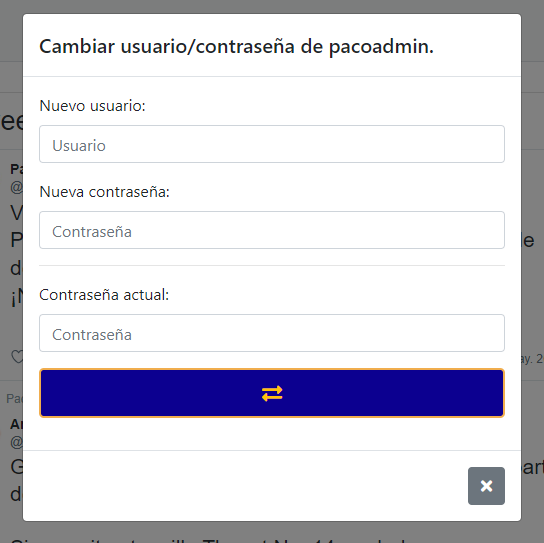 Cambiar usuario/contraseña de pacoadmin.
Nuevo usuario:
Usuario
Nueva contraseña:
Contraseña
Contraseña actual:
Contraseña